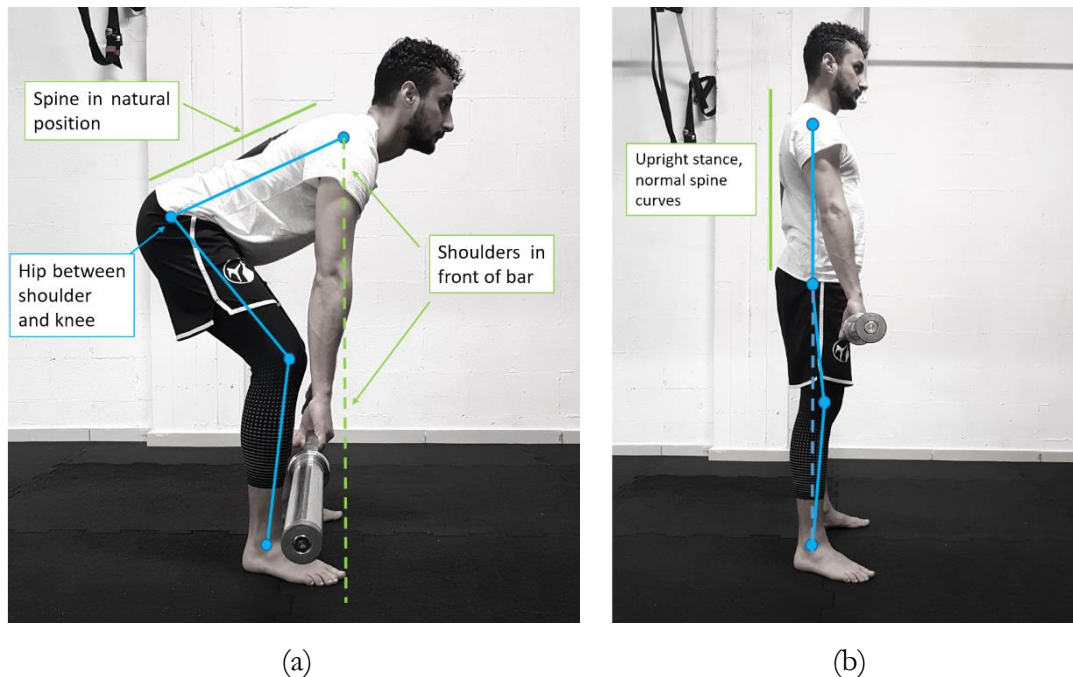 Spine in natural
position
Hip between
shoulder
and knee
Shoulders in
front of bar
Upright stance,
normal spine
curves
(a)
(b)